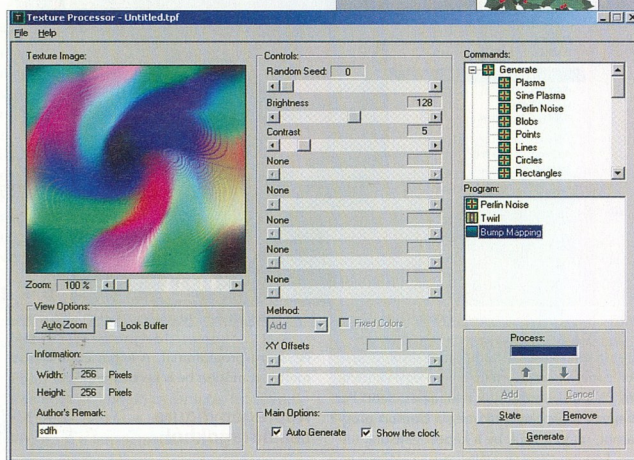 Texture Processor - Untitled.tpf
File Help
Texture Image:
Zoom: 100 %
View Options:
Auto Zoom Look Buffer
Information:
Width: 256 Pixels
Height: 256 Pixels
Author's Remark:
sdfh
Controls:
Random Seed: 0
Brightness 128
Contrast 5
None
None
None
None
None
Method:
Add Fixed Colors
XY Offsets
Main Options:
Auto Generate Show the clock
Commands:
Generate
Plasma
Sine Plasma
Perlin Noise
Blobs
Points
Lines
Circles
Rectangles
Program:
Perlin Noise
Twirl
Bump Mapping
Process:
Add Cancel
State Remove
Generate